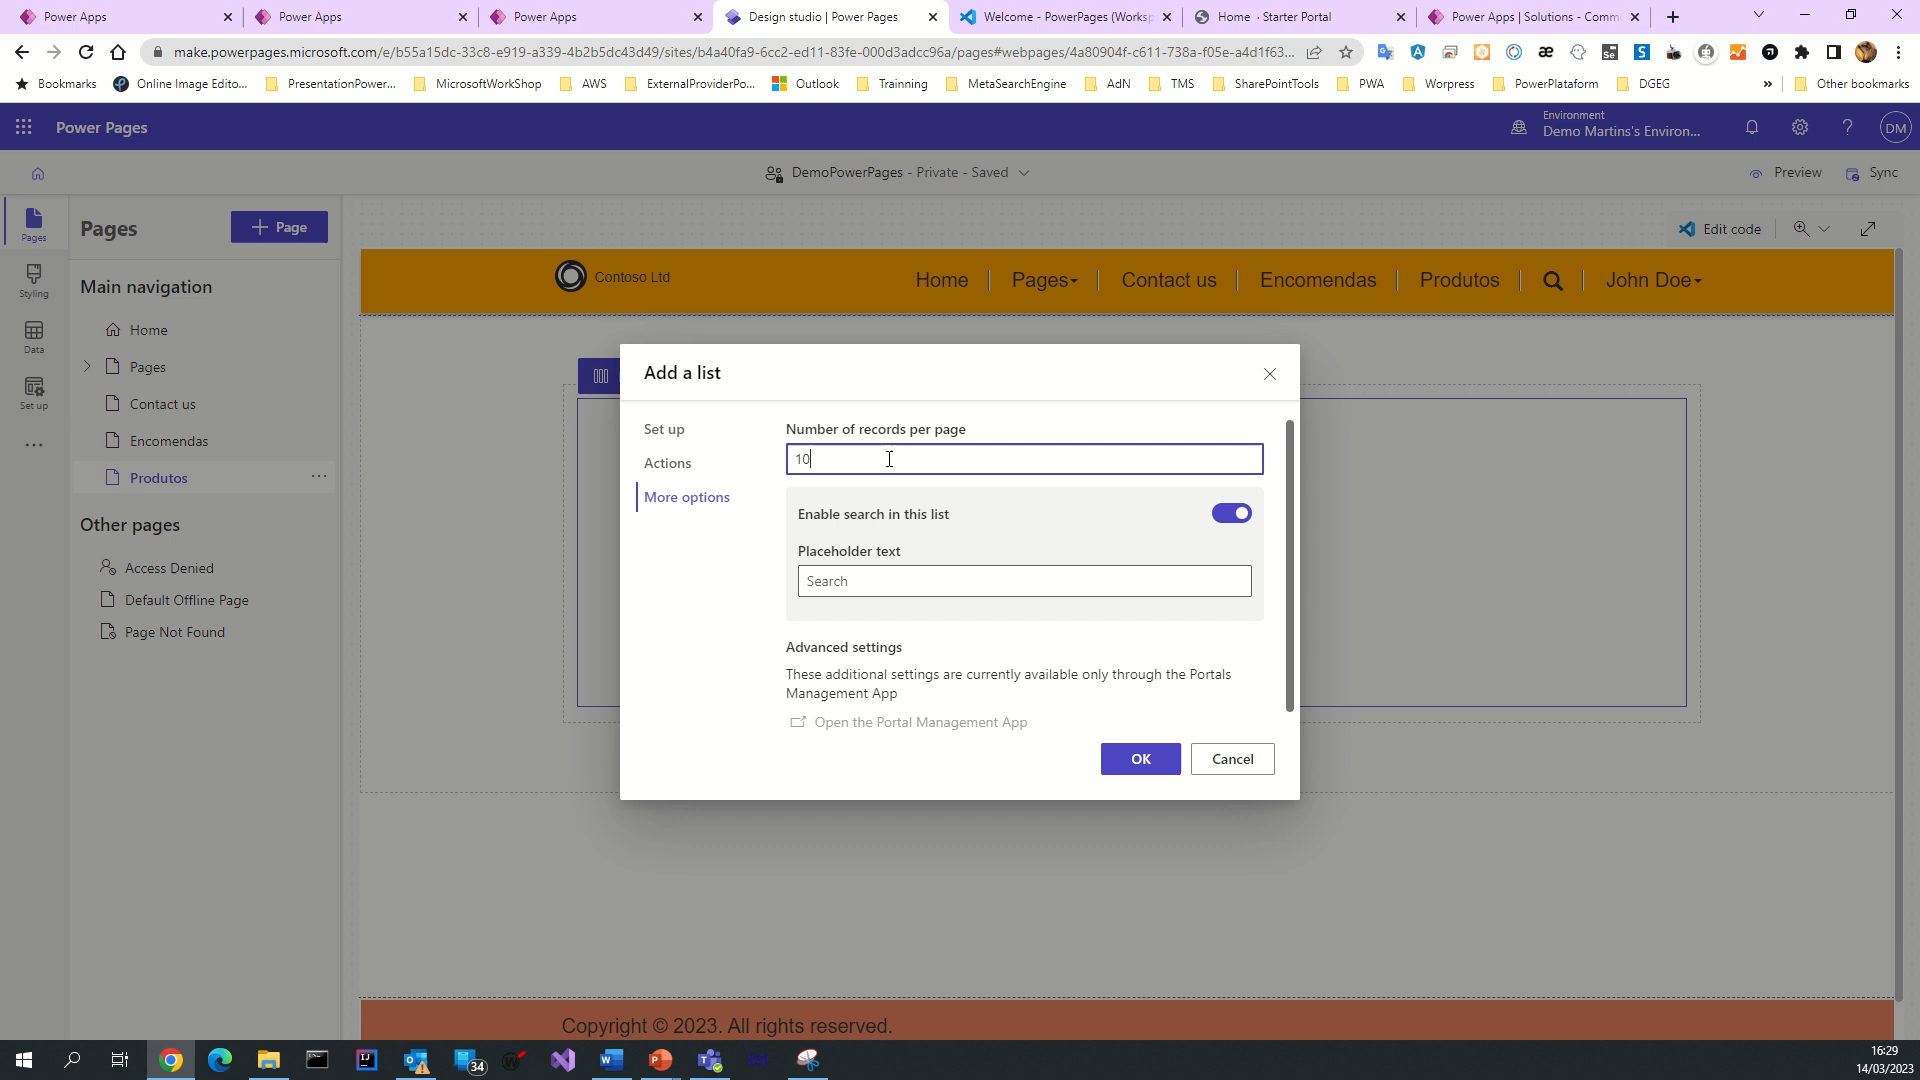 Power Apps
Power Apps
Power Apps
Design studio | Power Pages
Welcome - PowerPages (Worksp
Home · Starter Portal
Power Apps | Solutions - Comm
make.powerpages.microsoft.com/e/b55a15dc-33c8-e919-a339-4b2b5dc43d49/sites/b4a40fa9-6cc2-ed11-83fe-000d3adcc96a/pages#webpages/4a80904f-c611-738a-f05e-a4d1f63...
Bookmarks
Online Image Edito...
PresentationPower...
MicrosoftWorkShop
AWS
ExternalProviderPo...
Outlook
Trainning
MetaSearchEngine
AdN
TMS
SharePointTools
PWA
Worpress
PowerPlataform
DGEG
»
Other bookmarks
Power Pages
Environment
Demo Martins's Environ...
DM
DemoPowerPages - Private - Saved
Preview
Sync
Pages
Styling
Data
Set up
Pages
+ Page
Main navigation
Home
Pages
Contact us
Encomendas
Produtos
Other pages
Access Denied
Default Offline Page
Page Not Found
Edit code
Contoso Ltd
Home
Pages
Contact us
Encomendas
Produtos
John Doe
Add a list
Set up
Actions
More options
Number of records per page
10
Enable search in this list
Placeholder text
Search
Advanced settings
These additional settings are currently available only through the Portals
Management App
Open the Portal Management App
OK
Cancel
Copyright © 2023. All rights reserved.
34
16:29
14/03/2023